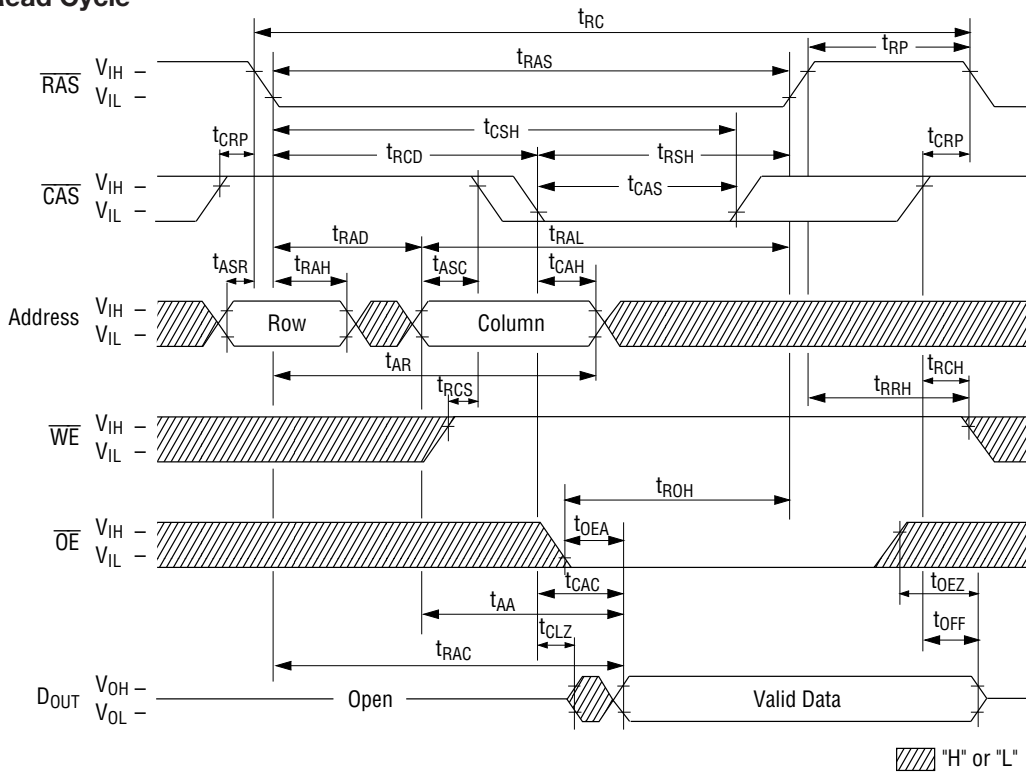 Read Cycle
tRC
tRP
tRAS
RAS
VIH
VIL
tCRP
tCSH
tCRP
tRCD
tRSH
CAS
VIH
VIL
tCAS
tRAD
tRAL
tASR
tRAH
tASC
tCAH
Address
VIH
VIL
Row
Column
tAR
tRCS
tRCH
tRRH
WE
VIH
VIL
tROH
OE
VIH
VIL
tOEA
tCAC
tOEZ
tAA
tCLZ
tOFF
tRAC
DOUT
VOH
VOL
Open
Valid Data
"H" or "L"